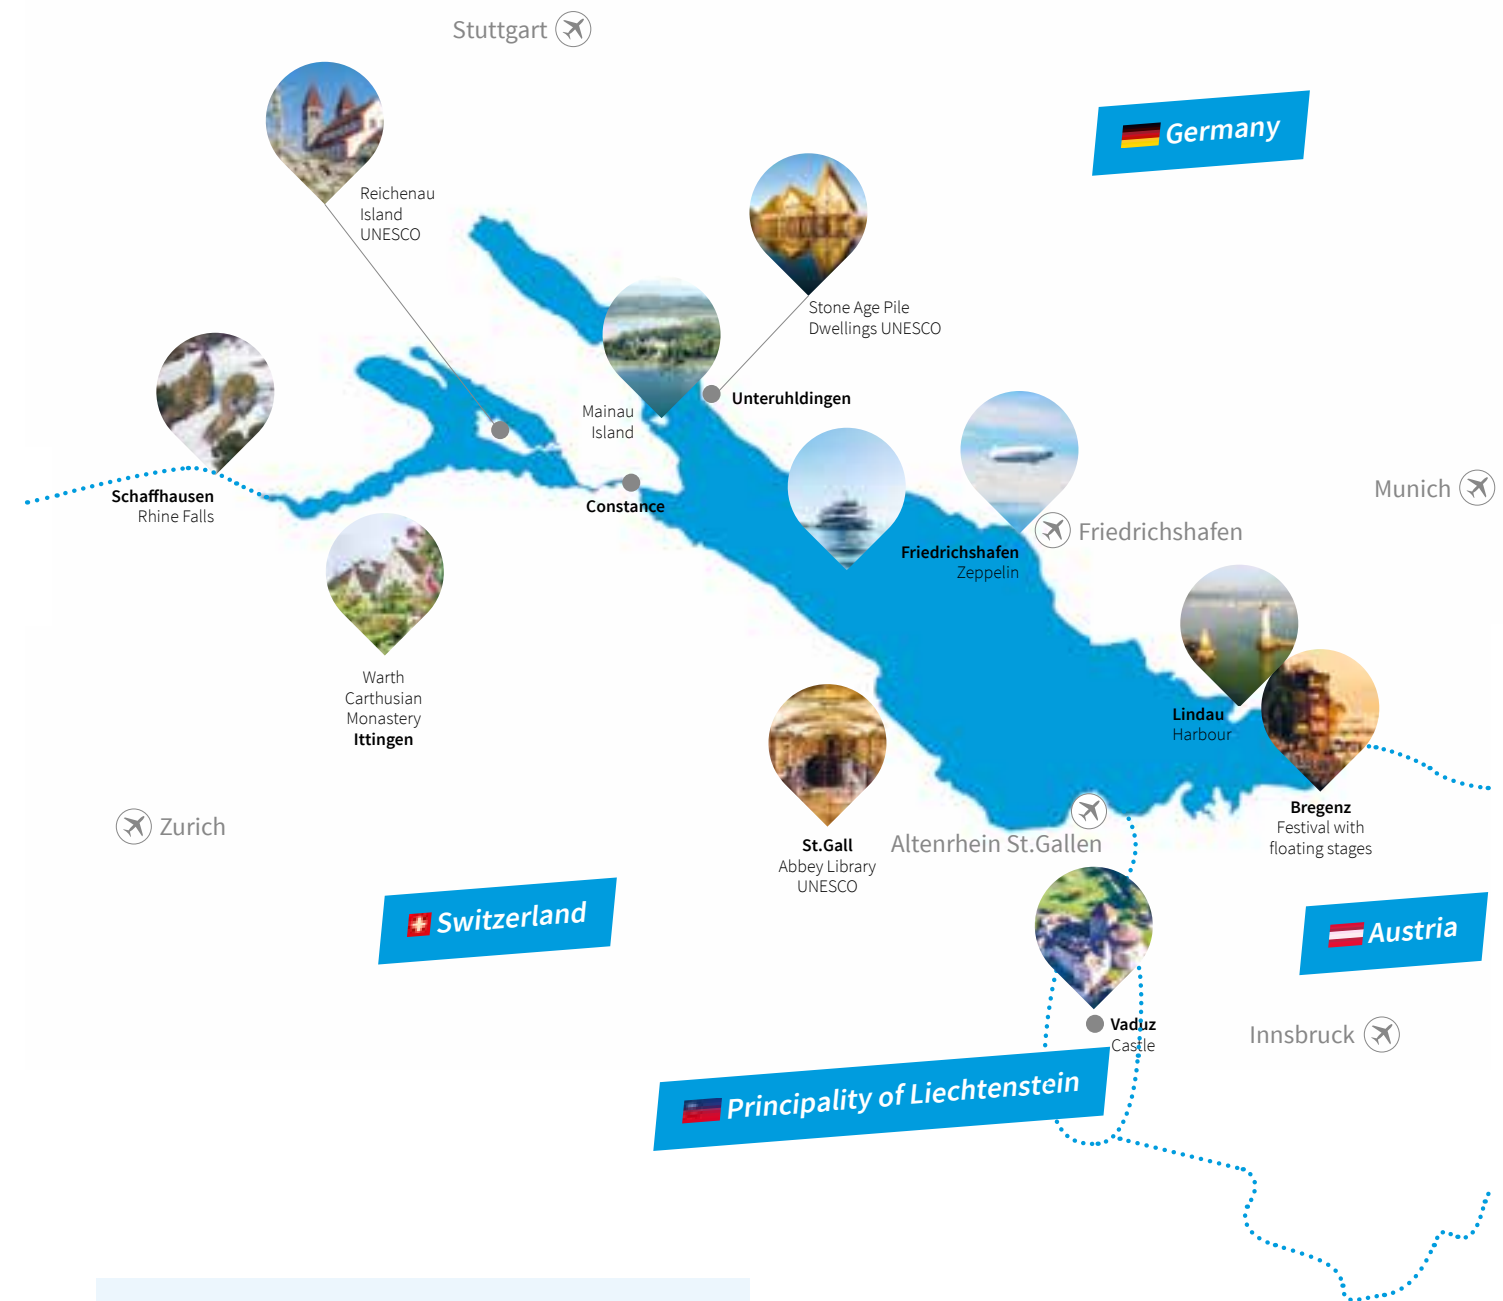 Stuttgart
Germany
Reichenau
Island
UNESCO
Stone Age Pile
Dwellings UNESCO
Unteruhldingen
Mainau
Island
Schaffhausen
Rhine Falls
Constance
Munich
Friedrichshafen
Friedrichshafen
Zeppelin
Warth
Carthusian
Monastery
Ittingen
Lindau
Harbour
Zurich
Bregenz
Festival with
floating stages
St.Gall
Abbey Library
UNESCO
Altenrhein St.Gallen
Switzerland
Austria
Vaduz
Castle
Innsbruck
Principality of Liechtenstein